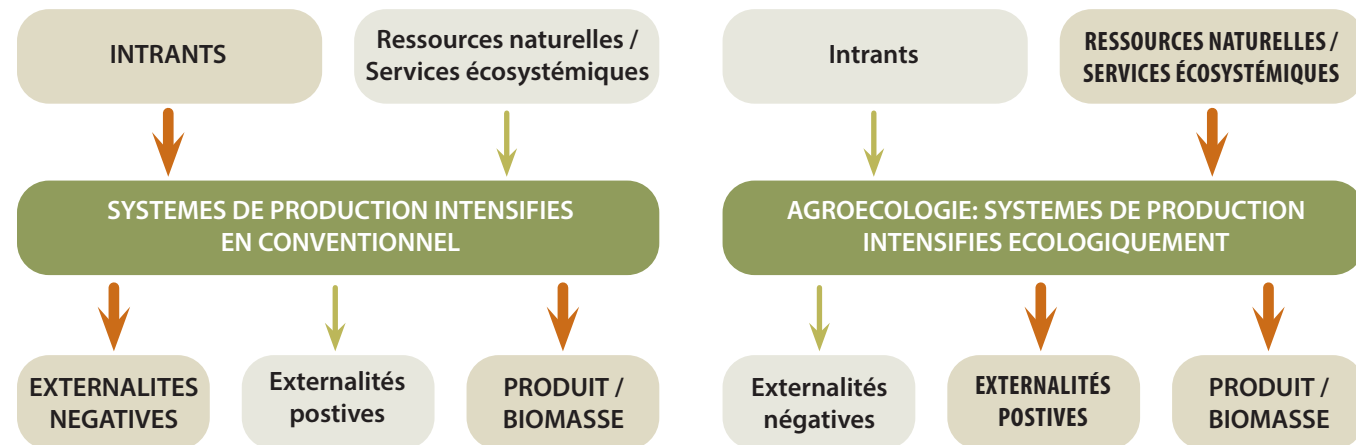 INTRANTS
Ressources naturelles /
Services écosystémiques
SYSTEMES DE PRODUCTION INTENSIFIES
EN CONVENTIONNEL
EXTERNALITES
NEGATIVES
Externalités
postives
PRODUIT /
BIOMASSE
Intrants
RESSOURCES NATURELLES /
SERVICES ÉCOSYSTÉMIQUES
AGROECOLOGIE: SYSTEMES DE PRODUCTION
INTENSIFIES ECOLOGIQUEMENT
Externalités
négatives
EXTERNALITÉS
POSTIVES
PRODUIT /
BIOMASSE